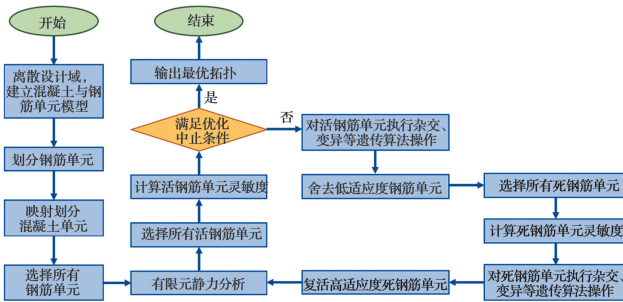 开始
离散设计域，
建立混凝土与钢
筋单元模型
划分钢筋单元
映射划分
混凝土单元
选择所有
钢筋单元
结束
输出最优拓扑
是
满足优化
中止条件
否
计算活钢筋单元灵敏度
选择所有活钢筋单元
有限元静力分析
对活钢筋单元执行杂交、
变异等遗传算法操作
舍去低适应度钢筋单元
选择所有死钢筋单元
计算死钢筋单元灵敏度
对死钢筋单元执行杂交、
变异等遗传算法操作
复活高适应度死钢筋单元